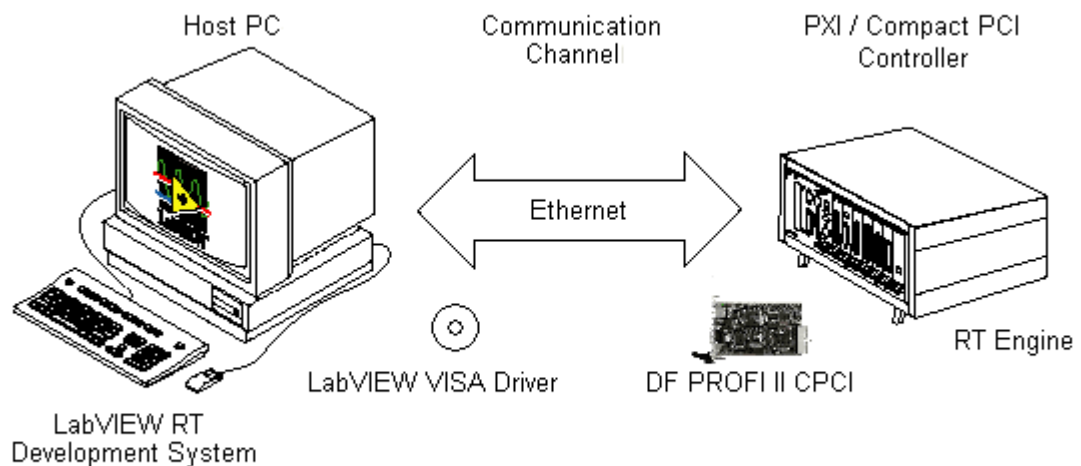 Host PC
Communication
Channel
PXI / Compact PCI
Controller
Ethernet
RT Engine
LabVIEW VISA Driver
DF PROFI II CPCI
LabVIEW RT
Development System